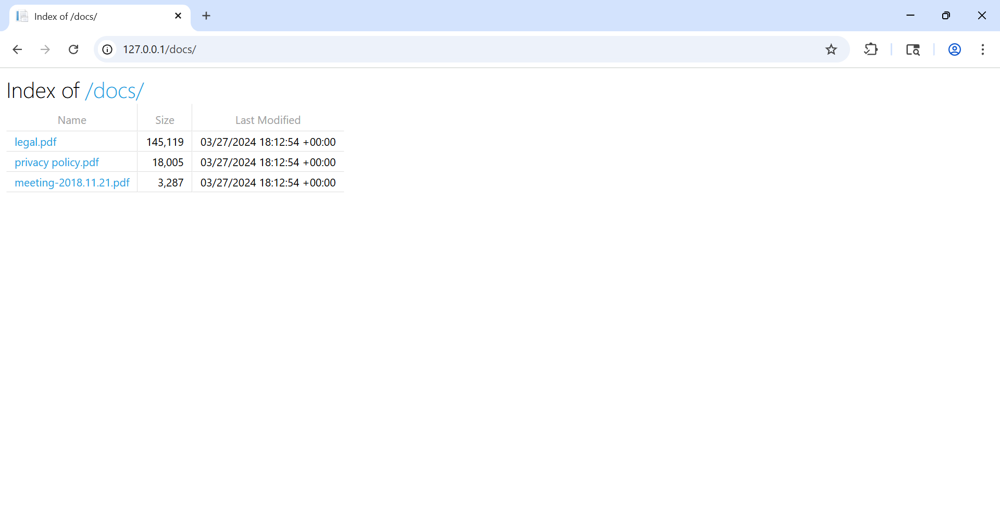 Index of /docs/
127.0.0.1/docs/
Index of /docs/
Name Size Last Modified
legal.pdf 145,119 03/27/2024 18:12:54 +00:00
privacy policy.pdf 18,005 03/27/2024 18:12:54 +00:00
meeting-2018.11.21.pdf 3,287 03/27/2024 18:12:54 +00:00